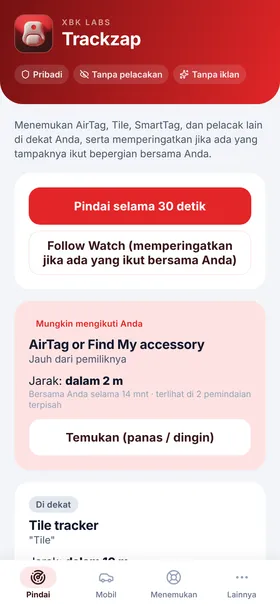 XBK LABS
Trackzap
Pribadi
Tanpa pelacakan
Tanpa iklan
Menemukan AirTag, Tile, SmartTag, dan pelacak lain
di dekat Anda, serta memperingatkan jika ada yang
tampaknya ikut bepergian bersama Anda.
Pindai selama 30 detik
Follow Watch (memperingatkan
jika ada yang ikut bersama Anda)
Mungkin mengikuti Anda
AirTag or Find My accessory
Jauh dari pemiliknya
Jarak: dalam 2 m
Bersama Anda selama 14 mnt · terlihat di 2 pemindaian
terpisah
Temukan (panas / dingin)
Di dekat
Tile tracker
"Tile"
Pindai
Mobil
Menemukan
Lainnya